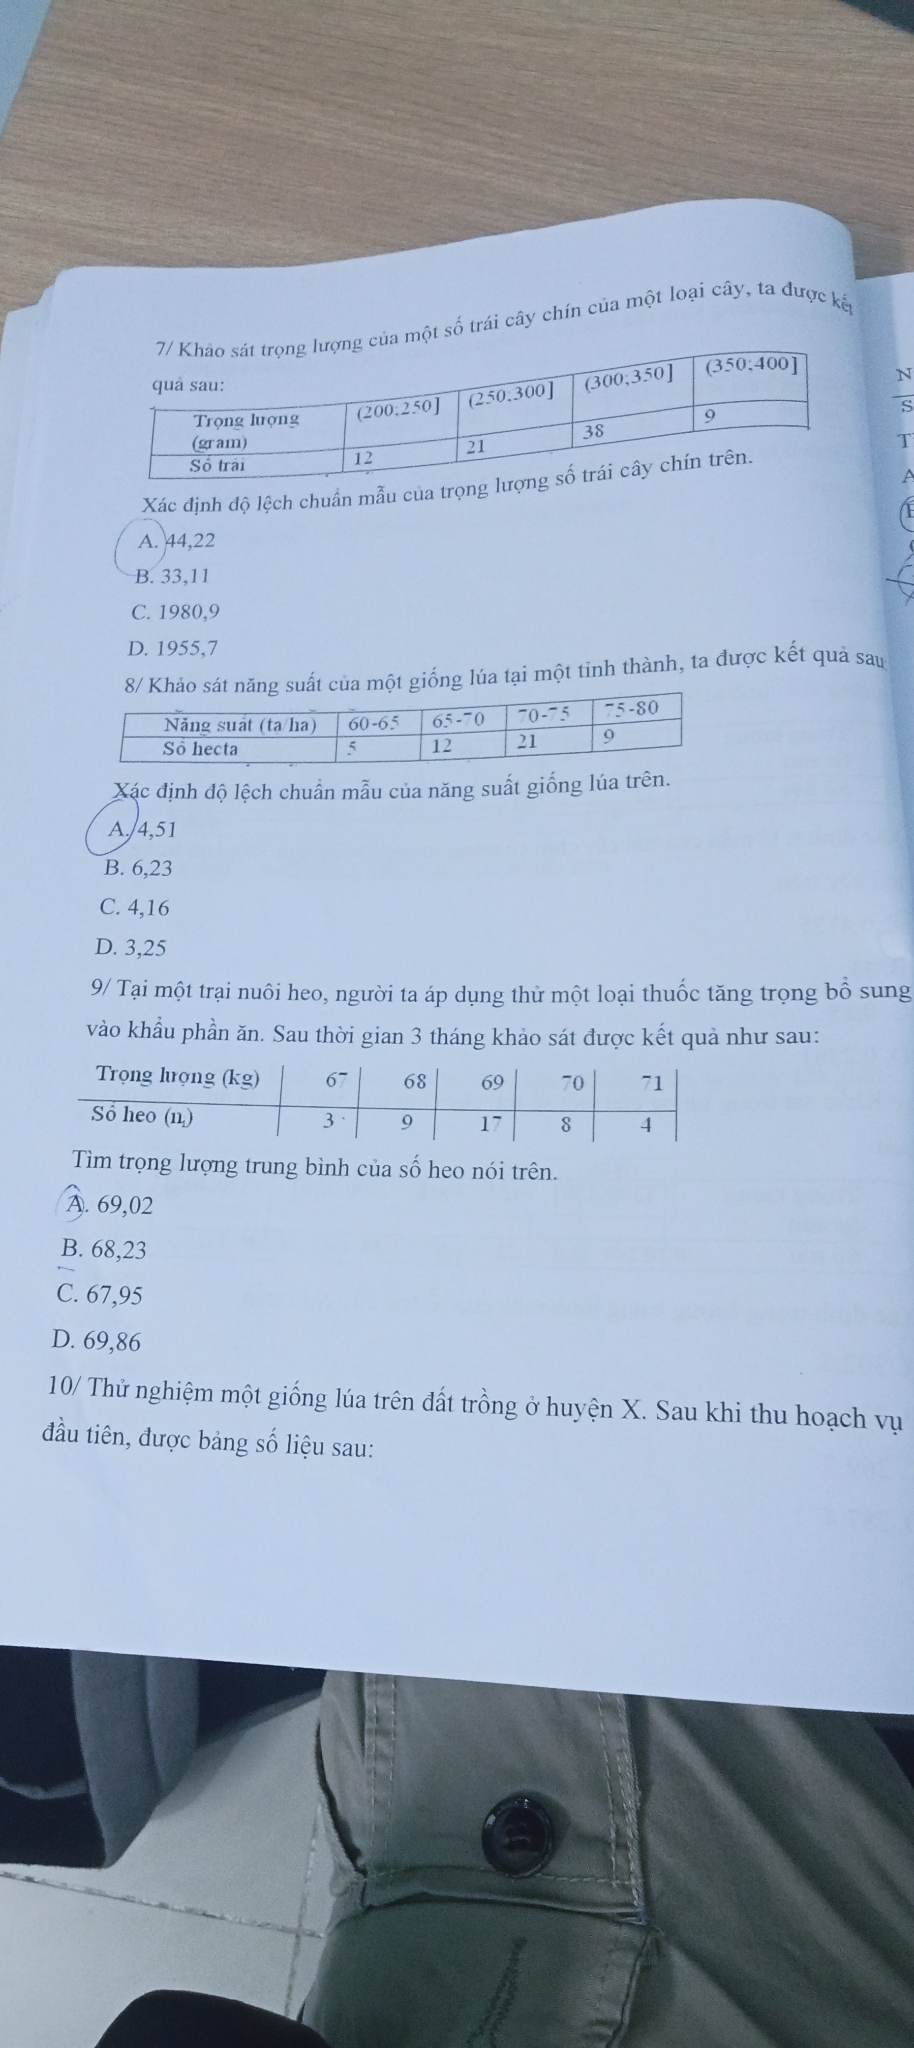 7/ Khảo sát trọng lượng của một số trái cây chín của một loại cây, ta được kết
quả sau:
Trọng lượng (gram) (200;250] (250;300] (300;350] (350;400]
Số trái 12 21 38 9
Xác định độ lệch chuẩn mẫu của trọng lượng số trái cây chín trên.
A. 44,22
B. 33,11
C. 1980,9
D. 1955,7
8/ Khảo sát năng suất của một giống lúa tại một tỉnh thành, ta được kết quả sau
Năng suất (tạ/ha) 60-65 65-70 70-75 75-80
Số hecta 5 12 21 9
Xác định độ lệch chuẩn mẫu của năng suất giống lúa trên.
A. 4,51
B. 6,23
C. 4,16
D. 3,25
9/ Tại một trại nuôi heo, người ta áp dụng thử một loại thuốc tăng trọng bổ sung
vào khẩu phần ăn. Sau thời gian 3 tháng khảo sát được kết quả như sau:
Trọng lượng (kg) 67 68 69 70 71
Số heo (nᵢ) 3 9 17 8 4
Tìm trọng lượng trung bình của số heo nói trên.
A. 69,02
B. 68,23
C. 67,95
D. 69,86
10/ Thử nghiệm một giống lúa trên đất trồng ở huyện X. Sau khi thu hoạch vụ
đầu tiên, được bảng số liệu sau:
N
S
T
A